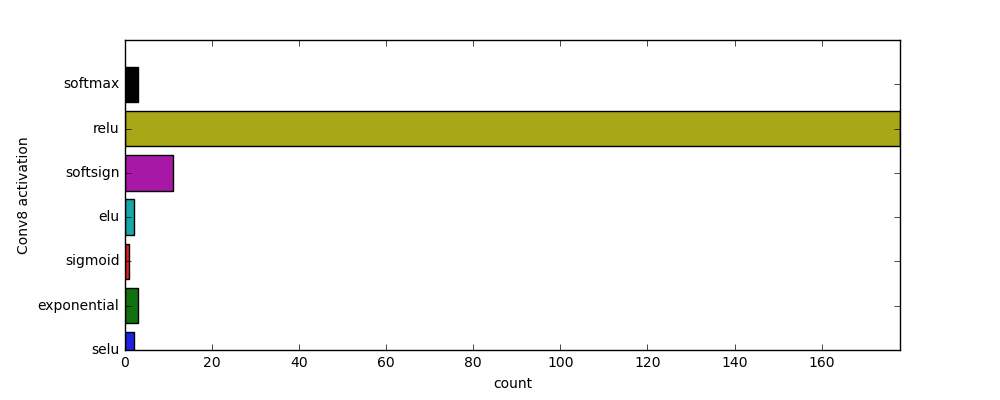 softmax
relu
softsign
elu
sigmoid
exponential
selu
Conv8 activation
0 20 40 60 80 100 120 140 160
count